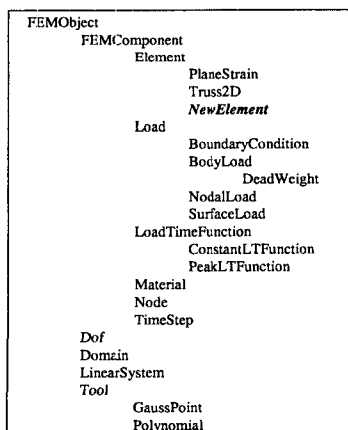 FEMObject
FEMComponent
Element
PlaneStrain
Truss2D
NewElement
Load
BoundaryCondition
BodyLoad
DeadWeight
NodalLoad
SurfaceLoad
LoadTimeFunction
ConstantLTFunction
PeakLTFunction
Material
Node
TimeStep
Dof
Domain
LinearSystem
Tool
GaussPoint
Polynomial